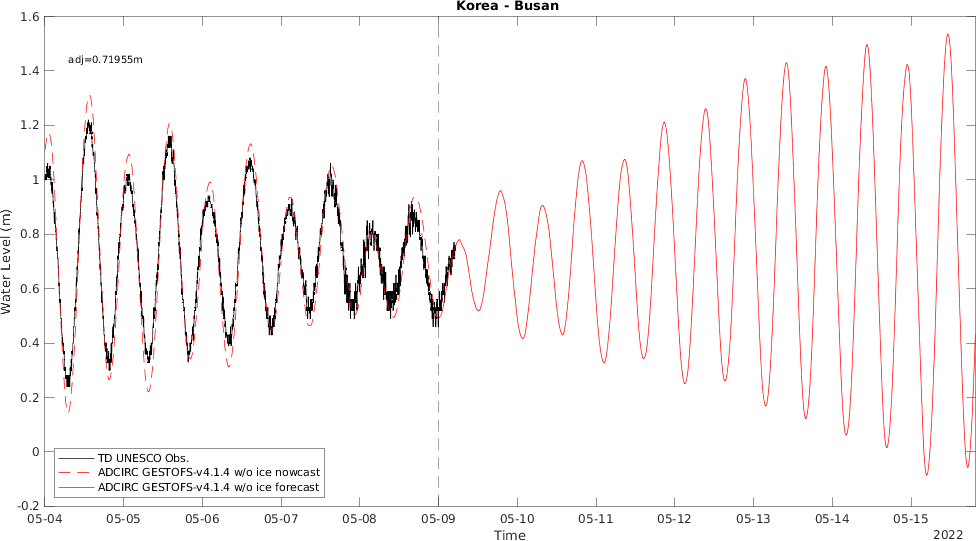 Korea - Busan
1.6
adj=0.71955m
1.4
1.2
1
0.8
0.6
0.4
0.2
0
-0.2
Water Level (m)
TD UNESCO Obs.
ADCIRC GESTOFS-v4.1.4 w/o ice nowcast
ADCIRC GESTOFS-v4.1.4 w/o ice forecast
05-04 05-05 05-06 05-07 05-08 05-09 05-10 05-11 05-12 05-13 05-14 05-15
Time
2022